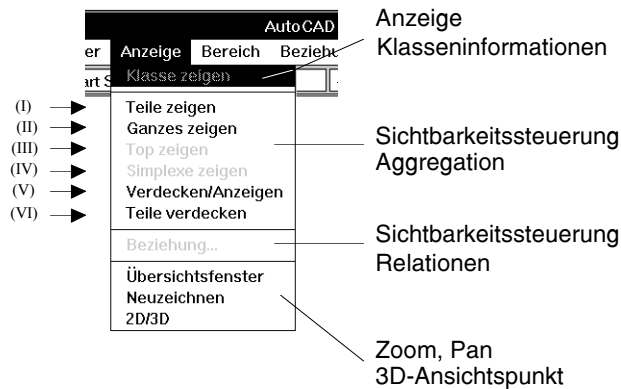 AutoCAD
er Anzeige Bereich Beziehu
art S
Klasse zeigen
(I) Teile zeigen
(II) Ganzes zeigen
(III) Top zeigen
(IV) Simplexe zeigen
(V) Verdecken/Anzeigen
(VI) Teile verdecken
Beziehung...
Übersichtsfenster
Neuzeichnen
2D/3D
Anzeige
Klasseninformationen
Sichtbarkeitssteuerung
Aggregation
Sichtbarkeitssteuerung
Relationen
Zoom, Pan
3D-Ansichtspunkt